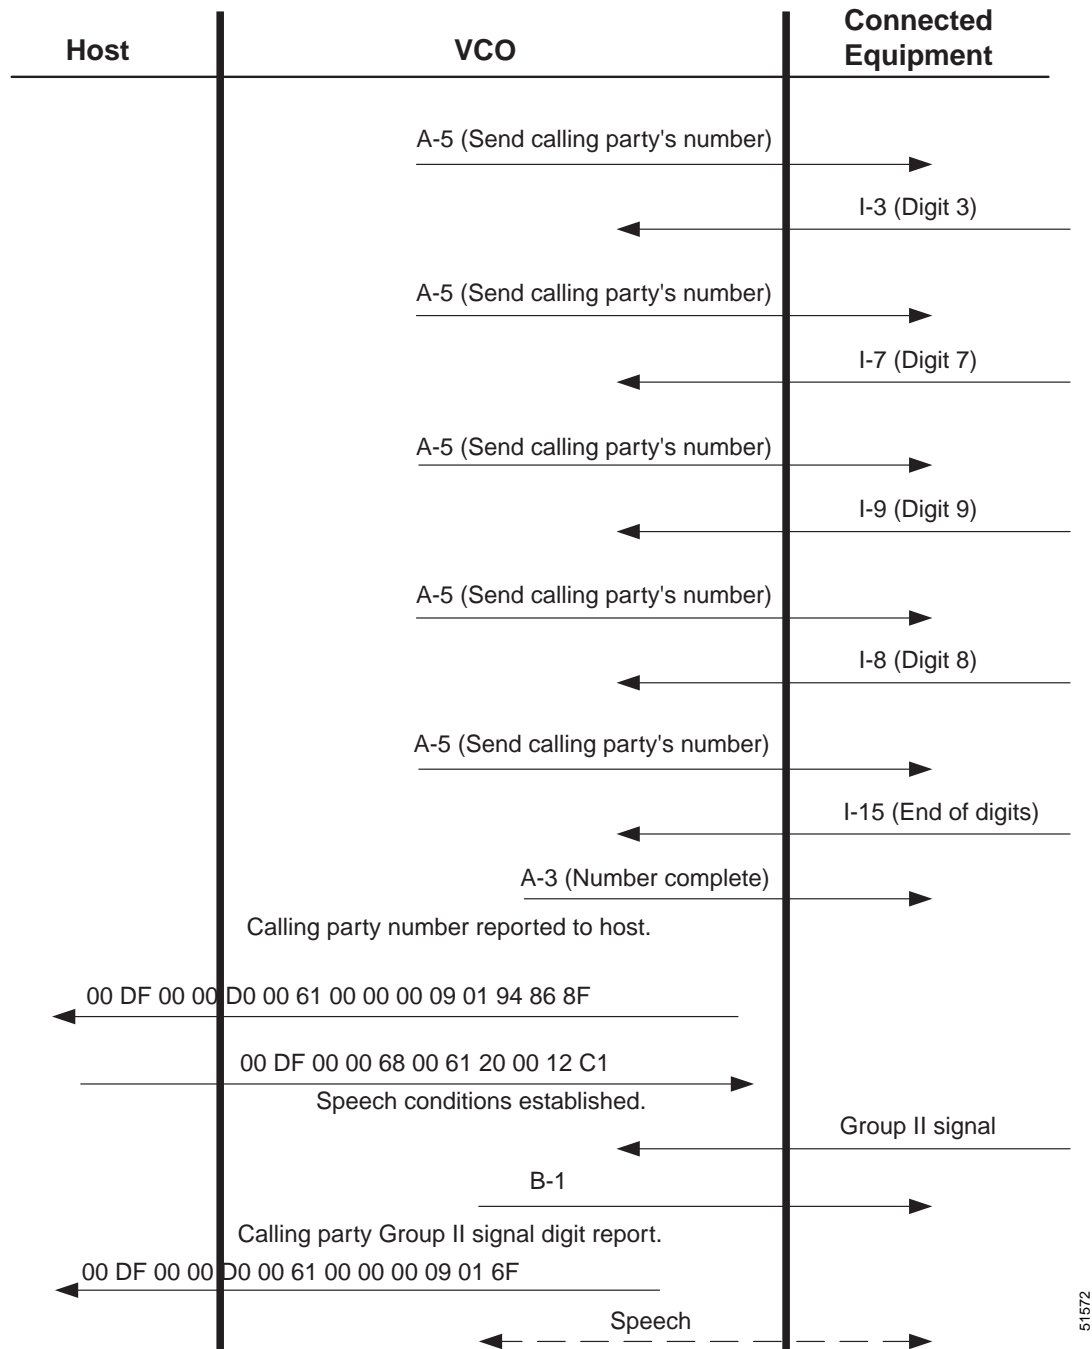 Host
VCO
Connected
Equipment
A-5 (Send calling party's number)
I-3 (Digit 3)
A-5 (Send calling party's number)
I-7 (Digit 7)
A-5 (Send calling party's number)
I-9 (Digit 9)
A-5 (Send calling party's number)
I-8 (Digit 8)
A-5 (Send calling party's number)
I-15 (End of digits)
A-3 (Number complete)
Calling party number reported to host.
00 DF 00 00 D0 00 61 00 00 00 09 01 94 86 8F
00 DF 00 00 68 00 61 20 00 12 C1
Speech conditions established.
Group II signal
B-1
Calling party Group II signal digit report.
00 DF 00 00 D0 00 61 00 00 00 09 01 6F
Speech
51572